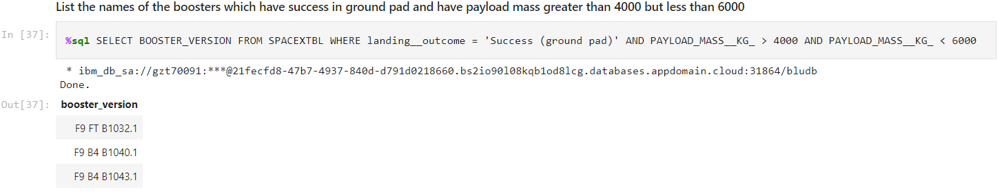 List the names of the boosters which have success in ground pad and have payload mass greater than 4000 but less than 6000
In [37]: %sql SELECT BOOSTER_VERSION FROM SPACEXTBL WHERE landing__outcome = 'Success (ground pad)' AND PAYLOAD_MASS__KG_ > 4000 AND PAYLOAD_MASS__KG_ < 6000
* ibm_db_sa://gzt70091:***@21fecfd8-47b7-4937-840d-d791d0218660.bs2io90l08kqb1od8lcg.databases.appdomain.cloud:31864/bludb
Done.
Out[37]: booster_version
F9 FT B1032.1
F9 B4 B1040.1
F9 B4 B1043.1